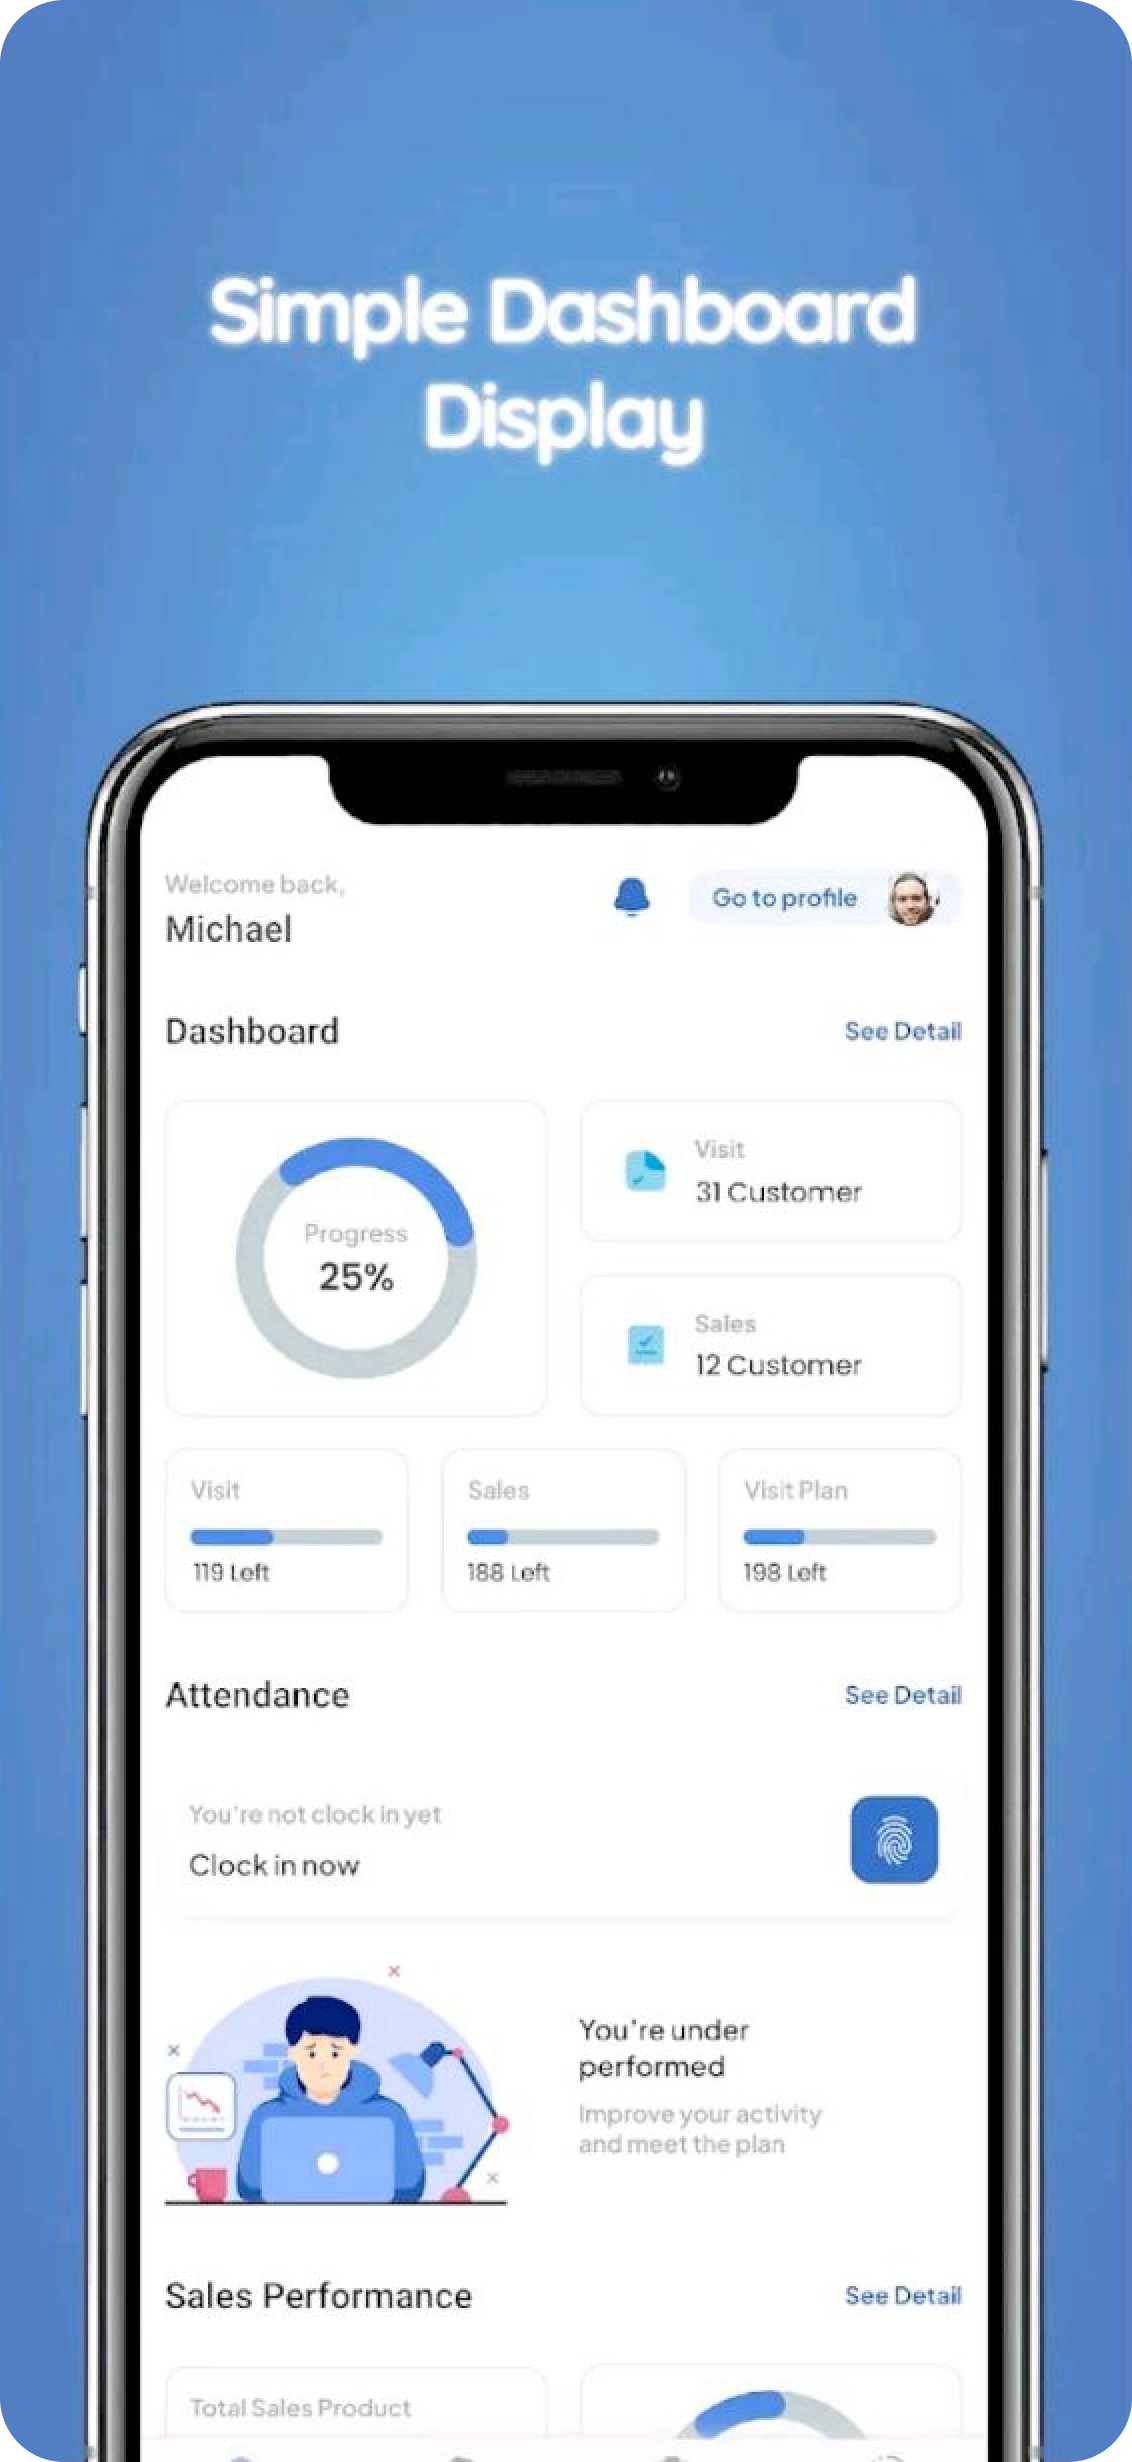 Simple Dashboard
Display
Welcome back,
Michael
Go to profile
Dashboard
See Detail
Progress
25%
Visit
31 Customer
Sales
12 Customer
Visit
119 Left
Sales
188 Left
Visit Plan
198 Left
Attendance
See Detail
You're not clock in yet
Clock in now
You're under
performed
Improve your activity
and meet the plan
Sales Performance
See Detail
Total Sales Product